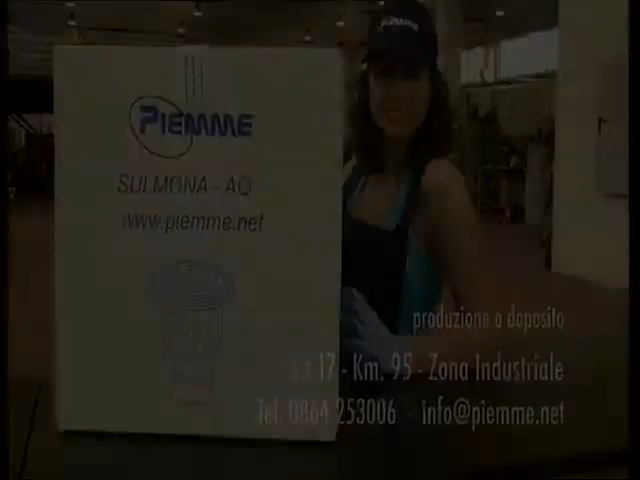 PIEMME
PIEMME
SULMONA - AQ
www.piemme.net
produzione e deposito
s.s 17 - Km. 95 - Zona Industriale
Tel. 0864 253006 - info@piemme.net